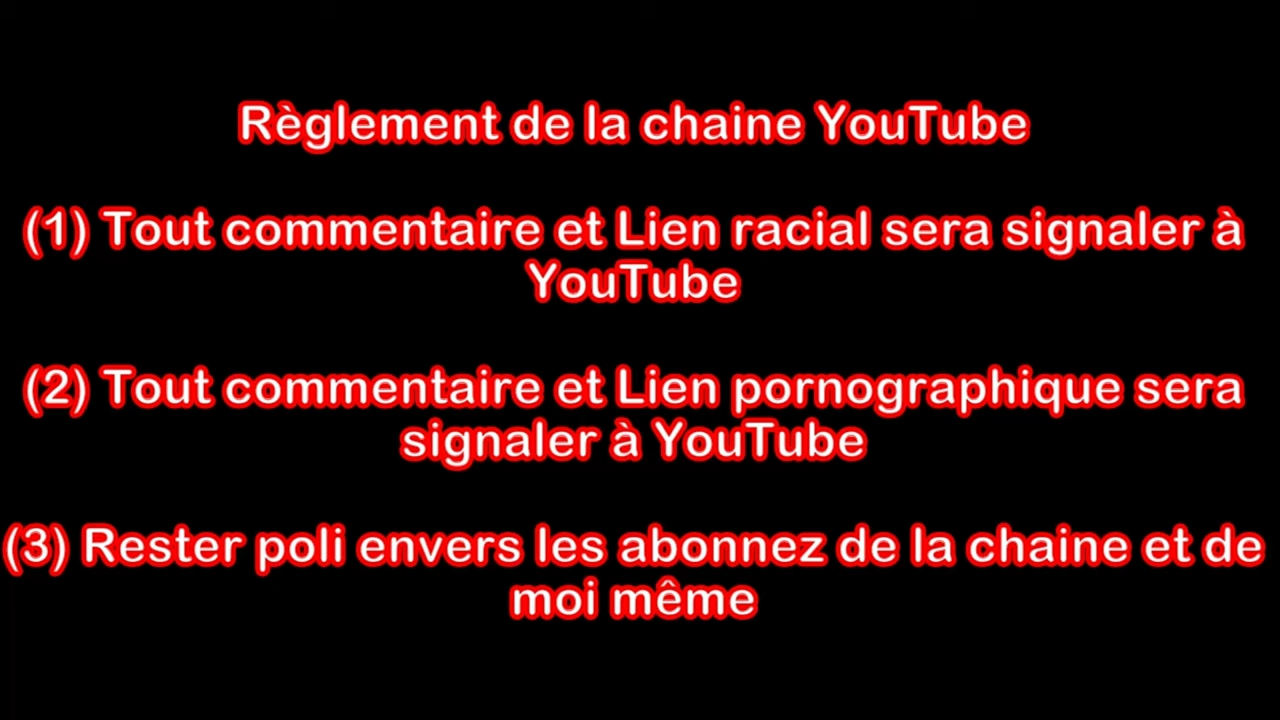 Règlement de la chaine YouTube
(1) Tout commentaire et Lien racial sera signaler à
YouTube
(2) Tout commentaire et Lien pornographique sera
signaler à YouTube
(3) Rester poli envers les abonnez de la chaine et de
moi même